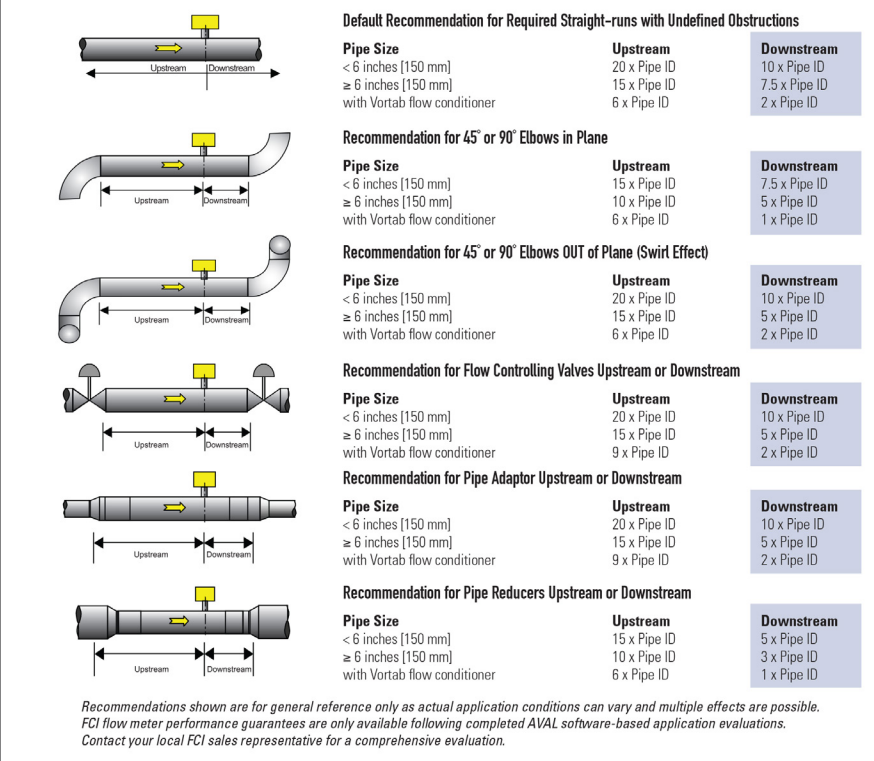 Default Recommendation for Required Straight-runs with Undefined Obstructions
Pipe Size Upstream Downstream
< 6 inches [150 mm] 20 x Pipe ID 10 x Pipe ID
≥ 6 inches [150 mm] 15 x Pipe ID 7.5 x Pipe ID
with Vortab flow conditioner 6 x Pipe ID 2 x Pipe ID
Upstream Downstream
Recommendation for 45° or 90° Elbows in Plane
Pipe Size Upstream Downstream
< 6 inches [150 mm] 15 x Pipe ID 7.5 x Pipe ID
≥ 6 inches [150 mm] 10 x Pipe ID 5 x Pipe ID
with Vortab flow conditioner 6 x Pipe ID 1 x Pipe ID
Upstream Downstream
Recommendation for 45° or 90° Elbows OUT of Plane (Swirl Effect)
Pipe Size Upstream Downstream
< 6 inches [150 mm] 20 x Pipe ID 10 x Pipe ID
≥ 6 inches [150 mm] 15 x Pipe ID 5 x Pipe ID
with Vortab flow conditioner 6 x Pipe ID 2 x Pipe ID
Upstream Downstream
Recommendation for Flow Controlling Valves Upstream or Downstream
Pipe Size Upstream Downstream
< 6 inches [150 mm] 20 x Pipe ID 10 x Pipe ID
≥ 6 inches [150 mm] 15 x Pipe ID 5 x Pipe ID
with Vortab flow conditioner 9 x Pipe ID 2 x Pipe ID
Upstream Downstream
Recommendation for Pipe Adaptor Upstream or Downstream
Pipe Size Upstream Downstream
< 6 inches [150 mm] 20 x Pipe ID 10 x Pipe ID
≥ 6 inches [150 mm] 15 x Pipe ID 5 x Pipe ID
with Vortab flow conditioner 9 x Pipe ID 2 x Pipe ID
Upstream Downstream
Recommendation for Pipe Reducers Upstream or Downstream
Pipe Size Upstream Downstream
< 6 inches [150 mm] 15 x Pipe ID 5 x Pipe ID
≥ 6 inches [150 mm] 10 x Pipe ID 3 x Pipe ID
with Vortab flow conditioner 6 x Pipe ID 1 x Pipe ID
Upstream Downstream
Recommendations shown are for general reference only as actual application conditions can vary and multiple effects are possible.
FCI flow meter performance guarantees are only available following completed AVAL software-based application evaluations.
Contact your local FCI sales representative for a comprehensive evaluation.